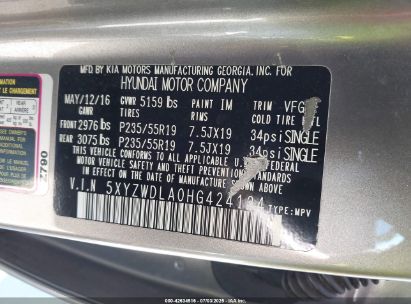 MFD. BY KIA MOTORS MANUFACTURING GEORGIA, INC. FOR
HYUNDAI MOTOR COMPANY
MAY/12/16 GVWR 5159 lbs PAINT IM TRIM VFG
GAWR TIRES RIMS COLD TIRE INFL
FRONT 2976 lbs P235/55R19 7.5JX19 34psi SINGLE
REAR 3075 lbs P235/55R19 7.5JX19 34psi SINGLE
THIS VEHICLE CONFORMS TO ALL APPLICABLE U.S.
FEDERAL MOTOR VEHICLE SAFETY STANDARDS IN
EFFECT ON THE DATE OF MANUFACTURE SHOWN ABOVE.
V.I.N 5XYZWDLA0HG424194
TYPE: MPV
LE CHARGEMENT
2790